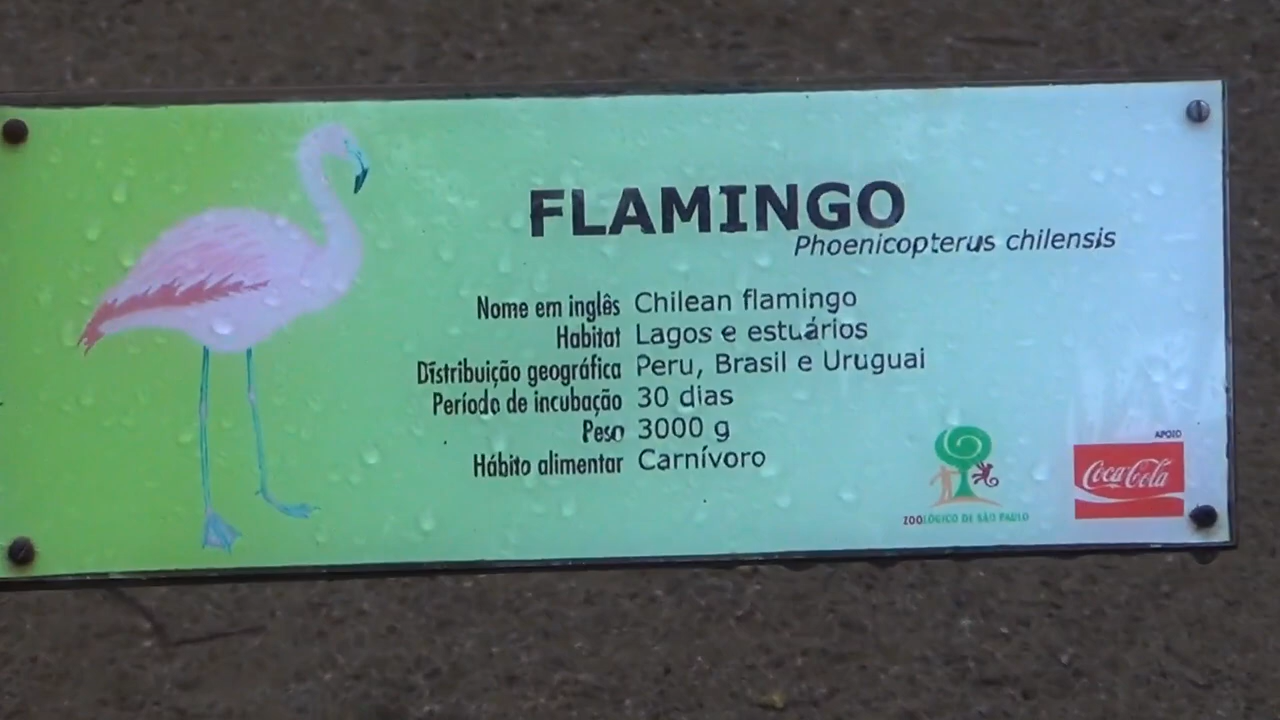 FLAMINGO
Phoenicopterus chilensis
Nome em inglês Chilean flamingo
Habitat Lagos e estuários
Distribuição geográfica Peru, Brasil e Uruguai
Período de incubação 30 dias
Peso 3000 g
Hábito alimentar Carnívoro
APOIO
Coca-Cola
ZOOLÓGICO DE SÃO PAULO